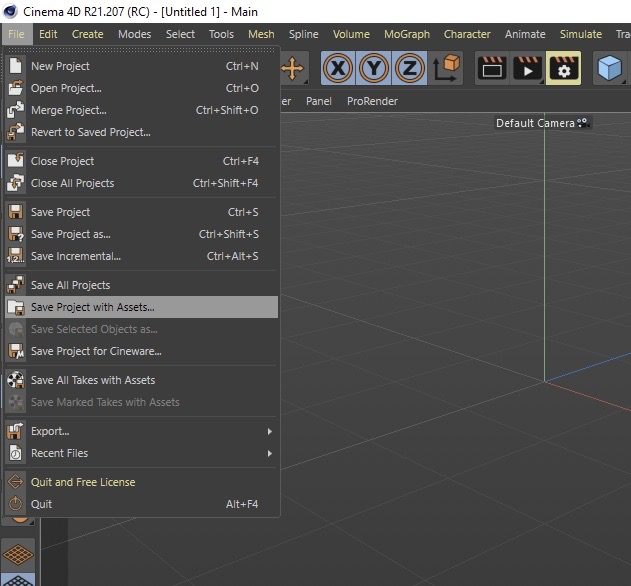 Cinema 4D R21.207 (RC) - [Untitled 1] - Main
File Edit Create Modes Select Tools Mesh Spline Volume MoGraph Character Animate Simulate
X Y Z
Panel ProRender
Default Camera
New Project Ctrl+N
Open Project... Ctrl+O
Merge Project... Ctrl+Shift+O
Revert to Saved Project...
Close Project Ctrl+F4
Close All Projects Ctrl+Shift+F4
Save Project Ctrl+S
Save Project as... Ctrl+Shift+S
Save Incremental... Ctrl+Alt+S
Save All Projects
Save Project with Assets...
Save Selected Objects as...
Save Project for Cineware...
Save All Takes with Assets
Save Marked Takes with Assets
Export...
Recent Files
Quit and Free License
Quit Alt+F4